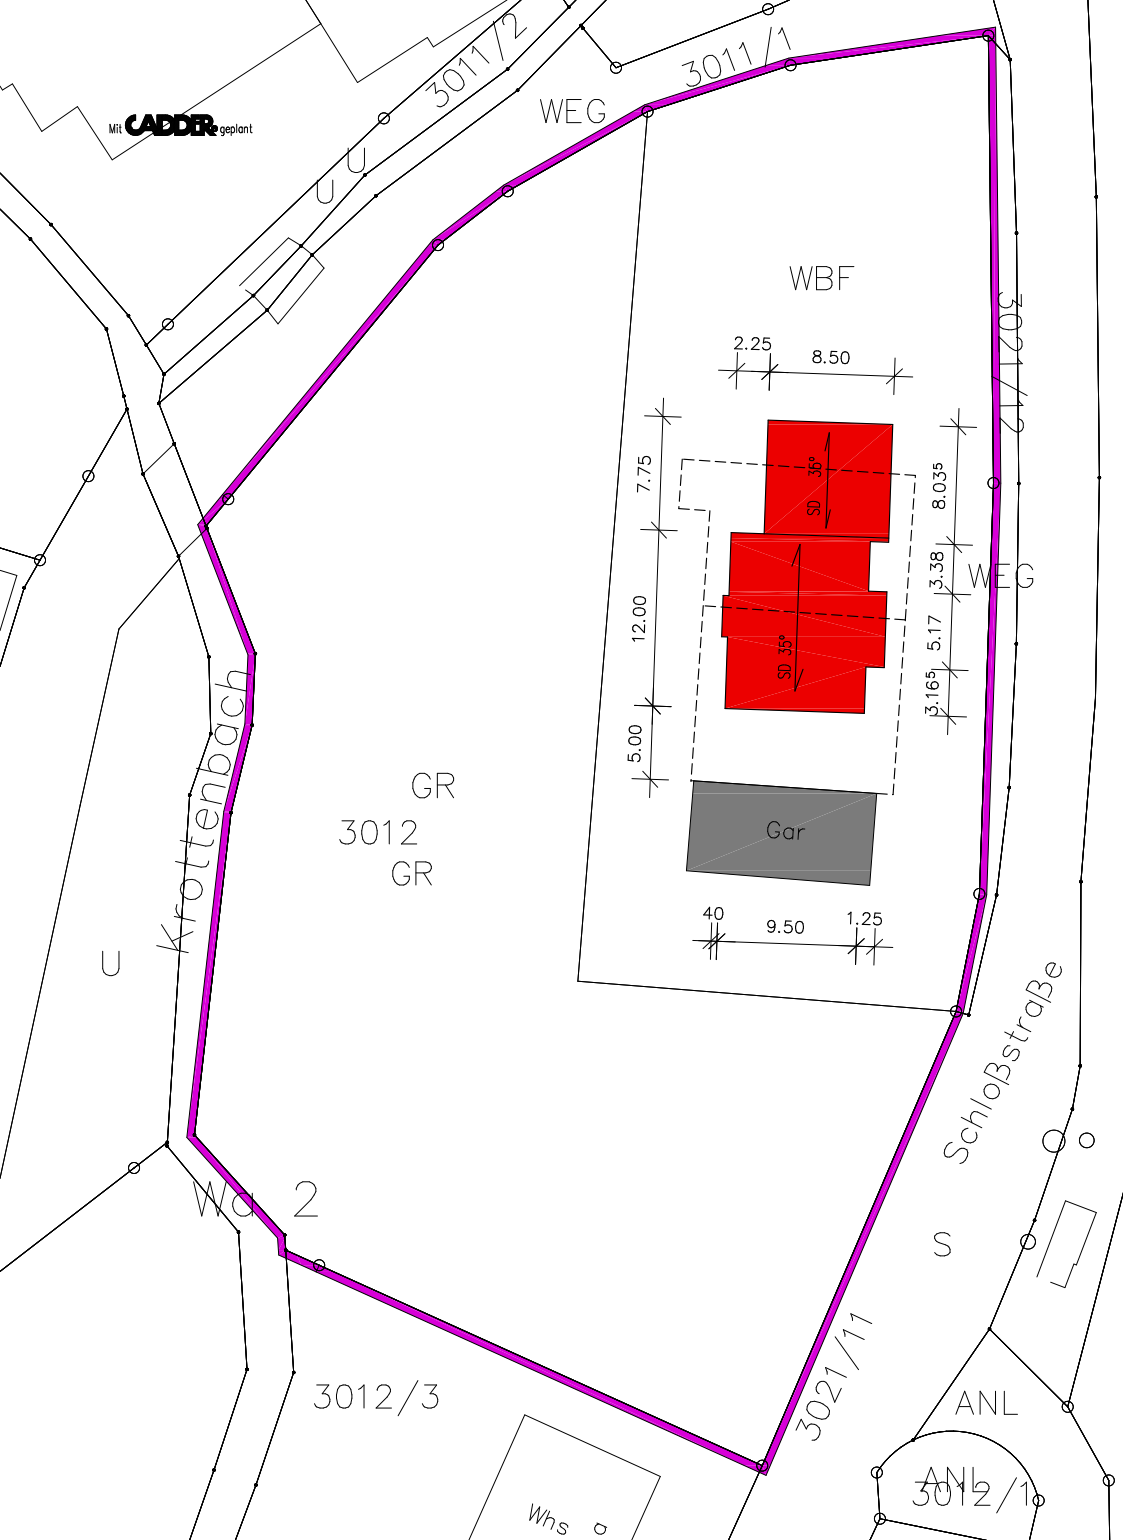 3011/2
3011/1
WEG
Mit CADDER geplant
U
U
WBF
3021/12
2.25
8.50
7.75
SD 36°
8.035
3.38
WEG
12.00
SD 35°
5.17
3.165
5.00
Krottenbach
GR
3012
GR
Gar
40
9.50
1.25
U
Schloßstraße
Wa 2
S
3021/11
3012/3
ANL
ANL
3012/1
Whs
a